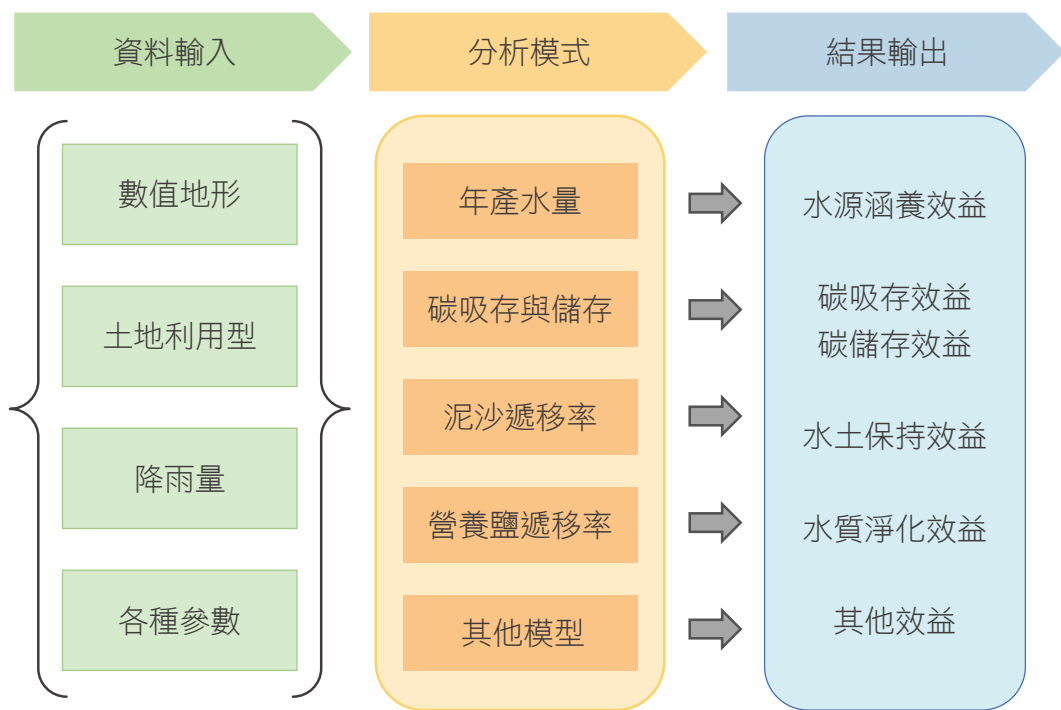 資料輸入
分析模式
結果輸出
數值地形
土地利用型
降雨量
各種參數
年產水量
碳吸存與儲存
泥沙遞移率
營養鹽遞移率
其他模型
水源涵養效益
碳吸存效益
碳儲存效益
水土保持效益
水質淨化效益
其他效益